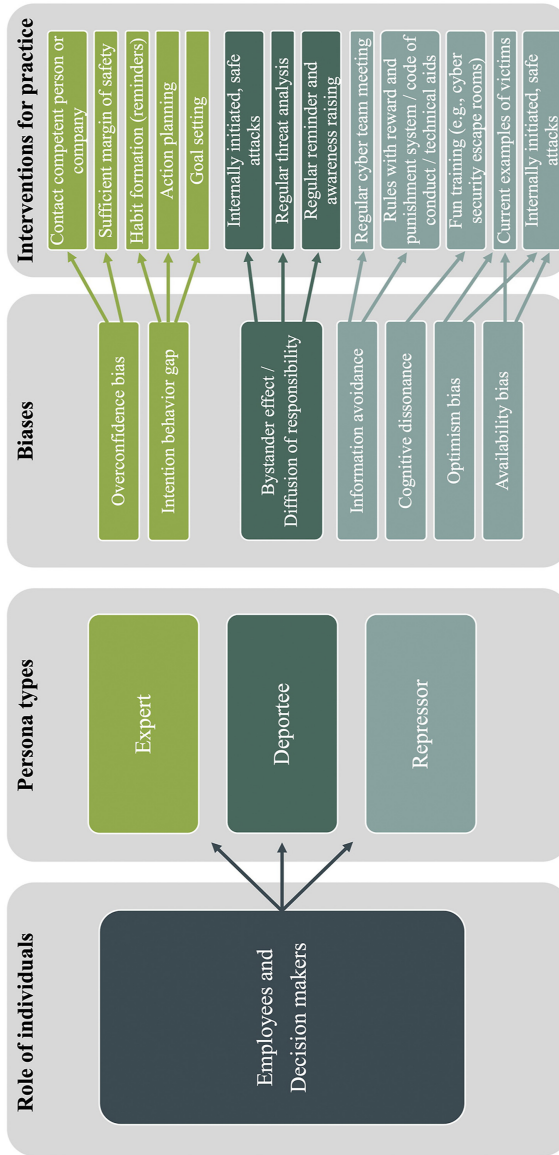 Role of individuals
Employees and
Decision makers
Persona types
Expert
Deportee
Repressor
Biases
Overconfidence bias
Intention behavior gap
Bystander effect /
Diffusion of responsibility
Information avoidance
Cognitive dissonance
Optimism bias
Availability bias
Interventions for practice
Contact competent person or
company
Sufficient margin of safety
Habit formation (reminders)
Action planning
Goal setting
Internally initiated, safe
attacks
Regular threat analysis
Regular reminder and
awareness raising
Regular cyber team meeting
Rules with reward and
punishment system / code of
conduct / technical aids
Fun training (e.g., cyber
security escape rooms)
Current examples of victims
Internally initiated, safe
attacks